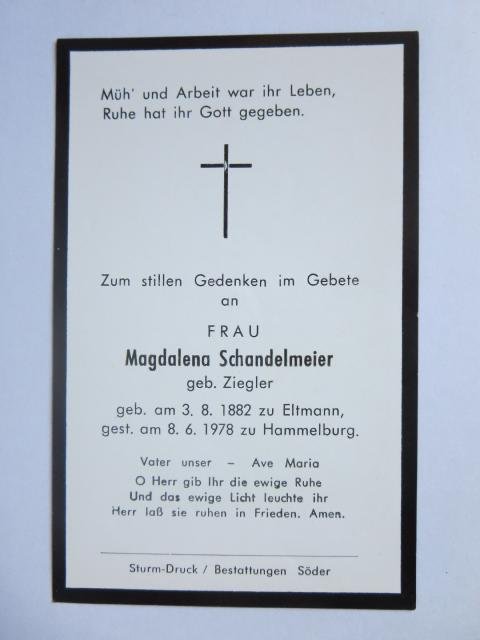 Müh' und Arbeit war ihr Leben,
Ruhe hat ihr Gott gegeben.
Zum stillen Gedenken im Gebete
an
FRAU
Magdalena Schandelmeier
geb. Ziegler
geb. am 3. 8. 1882 zu Eltmann,
gest. am 8. 6. 1978 zu Hammelburg.
Vater unser – Ave Maria
O Herr gib Ihr die ewige Ruhe
Und das ewige Licht leuchte ihr
Herr laß sie ruhen in Frieden. Amen.
Sturm-Druck / Bestattungen Söder